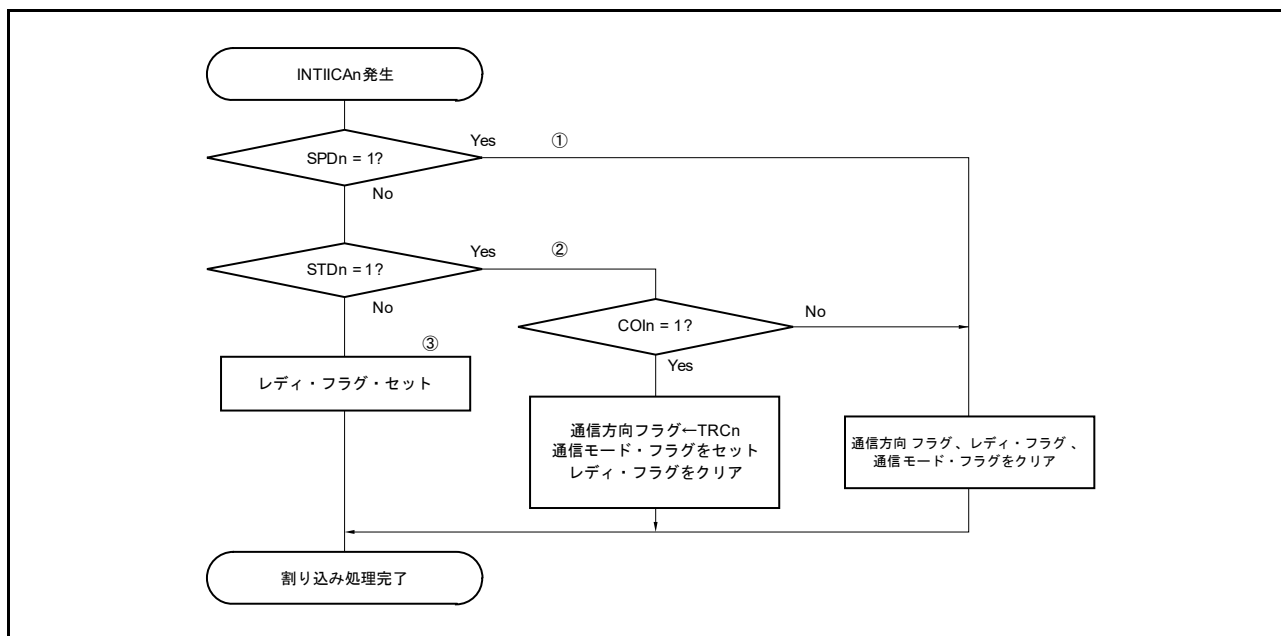 INTIICAn発生
Yes
①
SPDn = 1?
No
Yes
②
STDn = 1?
No
COIn = 1?
No
③
Yes
レディ・フラグ・セット
通信方向フラグ←TRCn
通信モード・フラグをセット
レディ・フラグをクリア
通信方向 フラグ、レディ・フラグ、
通信モード・フラグをクリア
割り込み処理完了